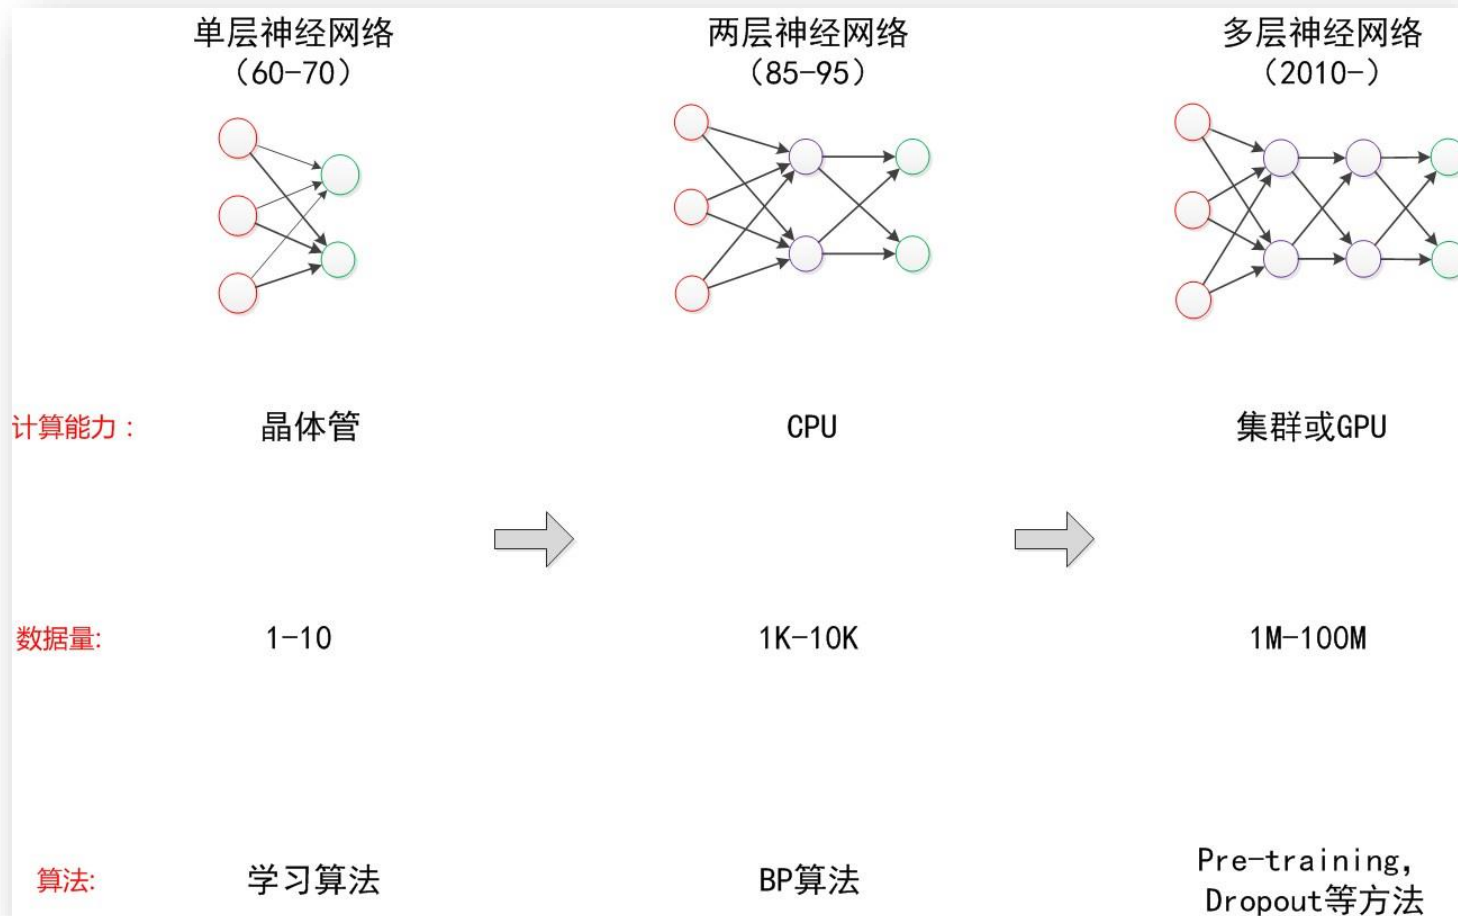 单层神经网络
（60-70）
两层神经网络
（85-95）
多层神经网络
（2010-）
计算能力：
晶体管
CPU
集群或GPU
数据量:
1-10
1K-10K
1M-100M
算法:
学习算法
BP算法
Pre-training,
Dropout等方法